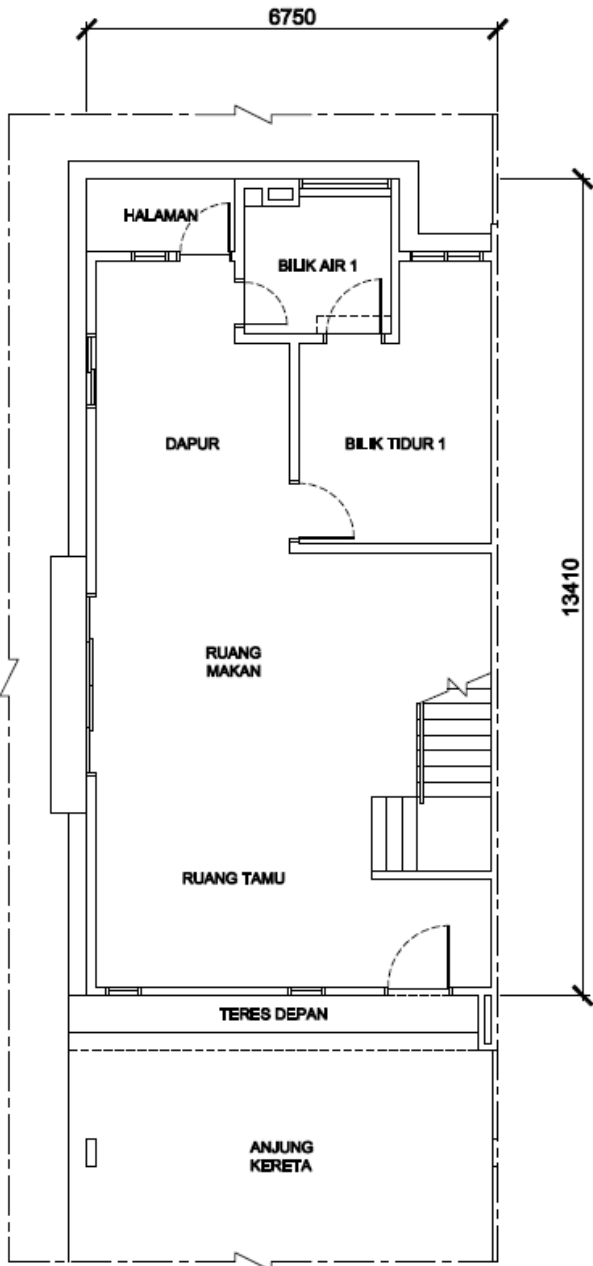 6750
HALAMAN
BILIK AIR 1
DAPUR
BILIK TIDUR 1
13410
RUANG
MAKAN
RUANG TAMU
TERES DEPAN
ANJUNG
KERETA